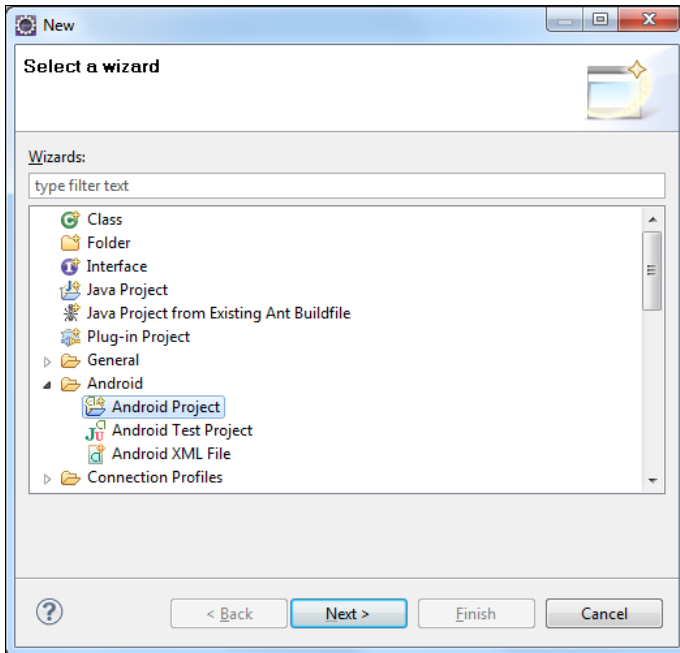 New
Select a wizard
Wizards:
type filter text
Class
Folder
Interface
Java Project
Java Project from Existing Ant Buildfile
Plug-in Project
General
Android
Android Project
Android Test Project
Android XML File
Connection Profiles
< Back Next > Finish Cancel